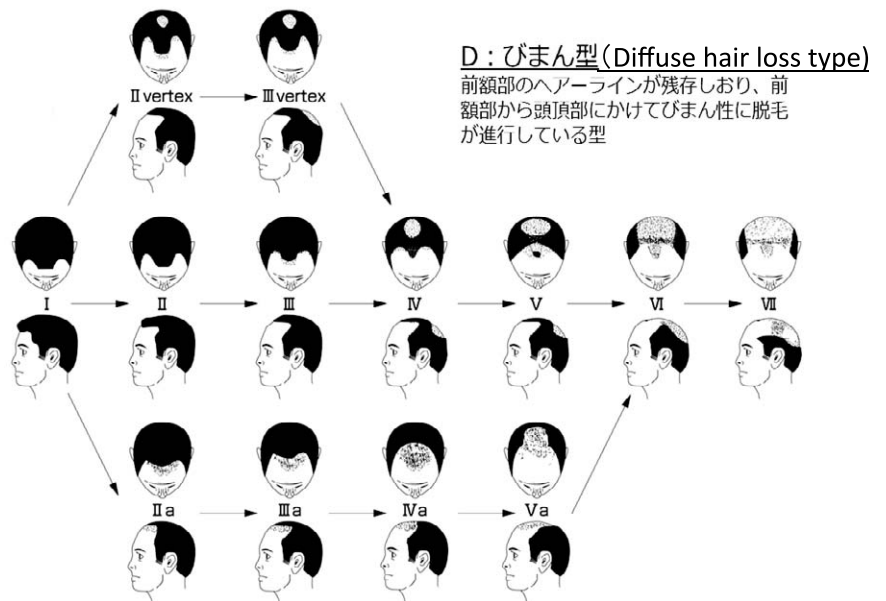 D：びまん型(Diffuse hair loss type)
前額部のヘアーラインが残存しおり、前
額部から頭頂部にかけてびまん性に脱毛
が進行している型
Ⅱvertex
Ⅲvertex
Ⅰ
Ⅱ
Ⅲ
Ⅳ
Ⅴ
Ⅵ
Ⅶ
Ⅱa
Ⅲa
Ⅳa
Ⅴa